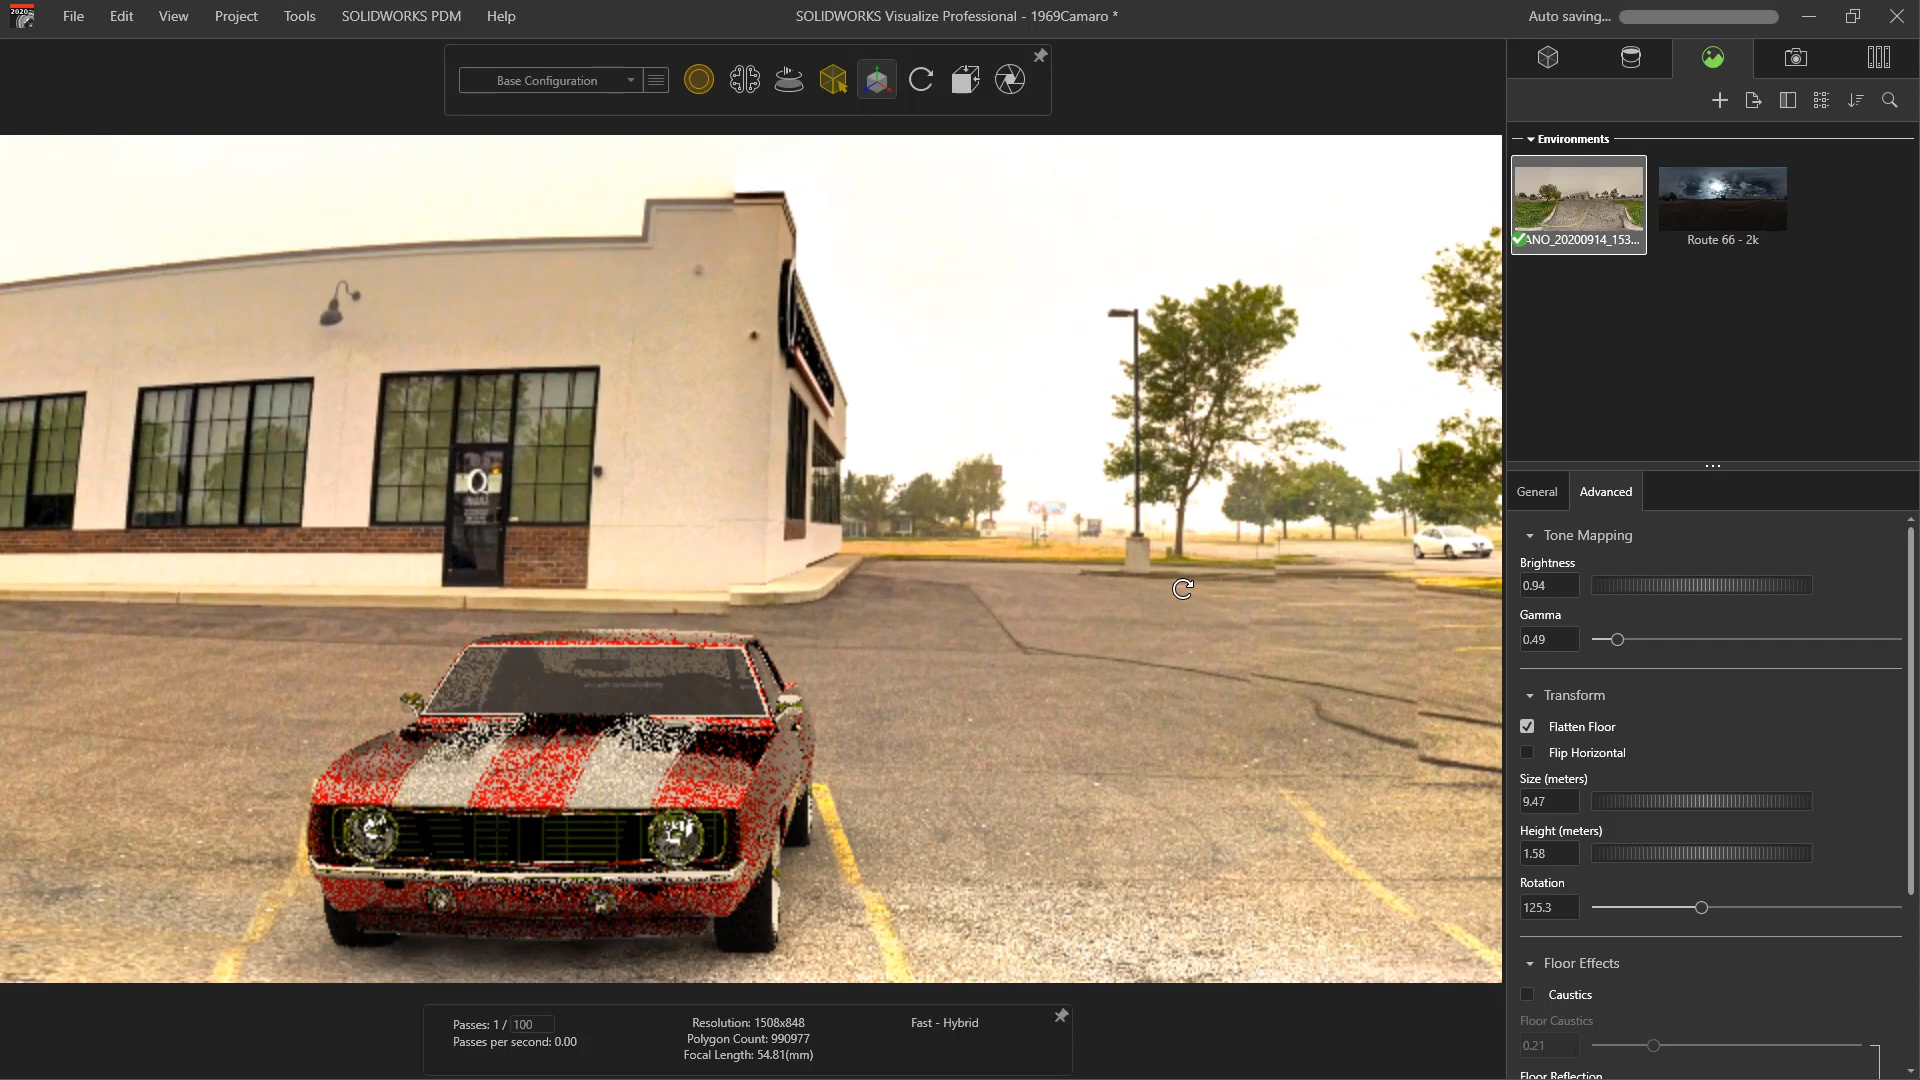 2020
File Edit View Project Tools SOLIDWORKS PDM Help
SOLIDWORKS Visualize Professional - 1969Camaro *
Auto saving...
Base Configuration
Environments
ANO_20200914_153...
Route 66 - 2k
General Advanced
Tone Mapping
Brightness
0.94
Gamma
0.49
Transform
Flatten Floor
Flip Horizontal
Size (meters)
9.47
Height (meters)
1.58
Rotation
125.3
Floor Effects
Caustics
Floor Caustics
0.21
Floor Reflection
Q
Passes: 1 / 100
Passes per second: 0.00
Resolution: 1508x848
Polygon Count: 990977
Focal Length: 54.81(mm)
Fast - Hybrid